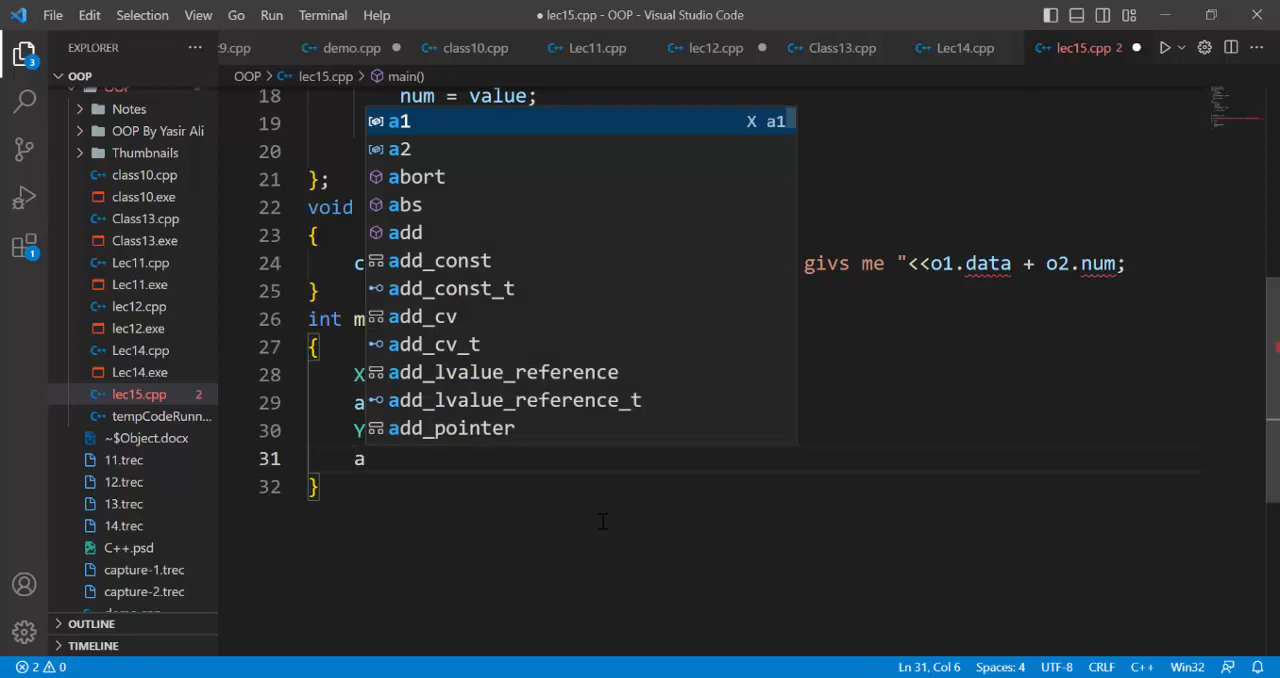 File Edit Selection View Go Run Terminal Help
● lec15.cpp - OOP - Visual Studio Code
EXPLORER ···
9.cpp demo.cpp class10.cpp Lec11.cpp lec12.cpp Class13.cpp Lec14.cpp lec15.cpp 2
OOP > lec15.cpp > main()
OOP
Notes
OOP By Yasir Ali
Thumbnails
class10.cpp
class10.exe
Class13.cpp
Class13.exe
Lec11.cpp
Lec11.exe
lec12.cpp
lec12.exe
Lec14.cpp
Lec14.exe
lec15.cpp 2
tempCodeRunn...
~$Object.docx
11.trec
12.trec
13.trec
14.trec
C++.psd
capture-1.trec
capture-2.trec
OUTLINE
TIMELINE
3
1
18 num = value;
19
20
21 };
22 void
23 {
24 c givs me "<<o1.data + o2.num;
25 }
26 int m
27 {
28 X
29 a
30 Y
31 a
32 }
a1 X a1
a2
abort
abs
add
add_const
add_const_t
add_cv
add_cv_t
add_lvalue_reference
add_lvalue_reference_t
add_pointer
2 0 Ln 31, Col 6 Spaces: 4 UTF-8 CRLF C++ Win32